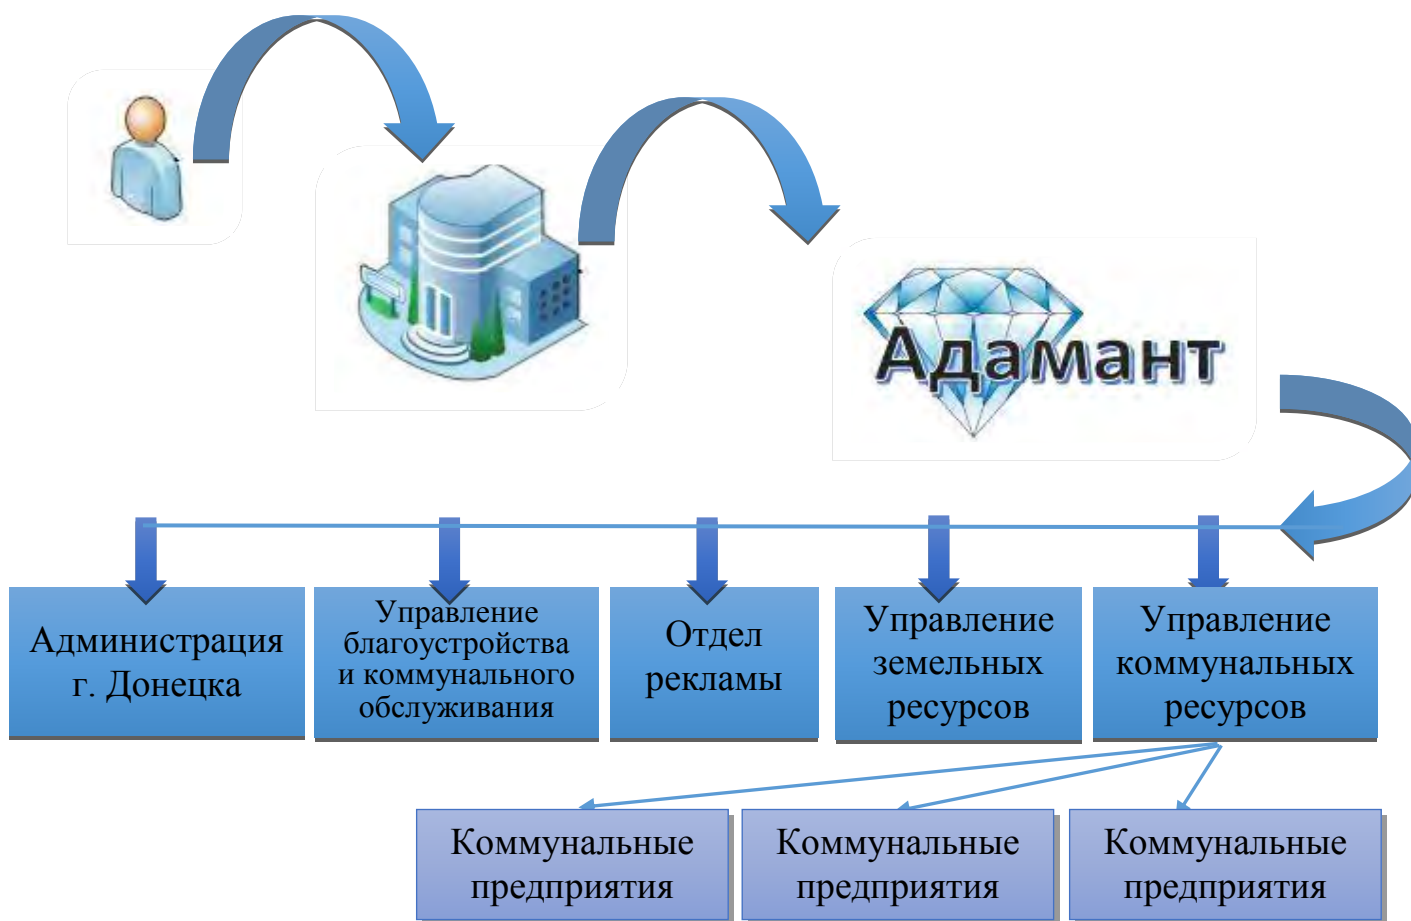 Адамант
Администрация
г. Донецка
Управление
благоустройства
и коммунального
обслуживания
Отдел
рекламы
Управление
земельных
ресурсов
Управление
коммунальных
ресурсов
Коммунальные
предприятия
Коммунальные
предприятия
Коммунальные
предприятия